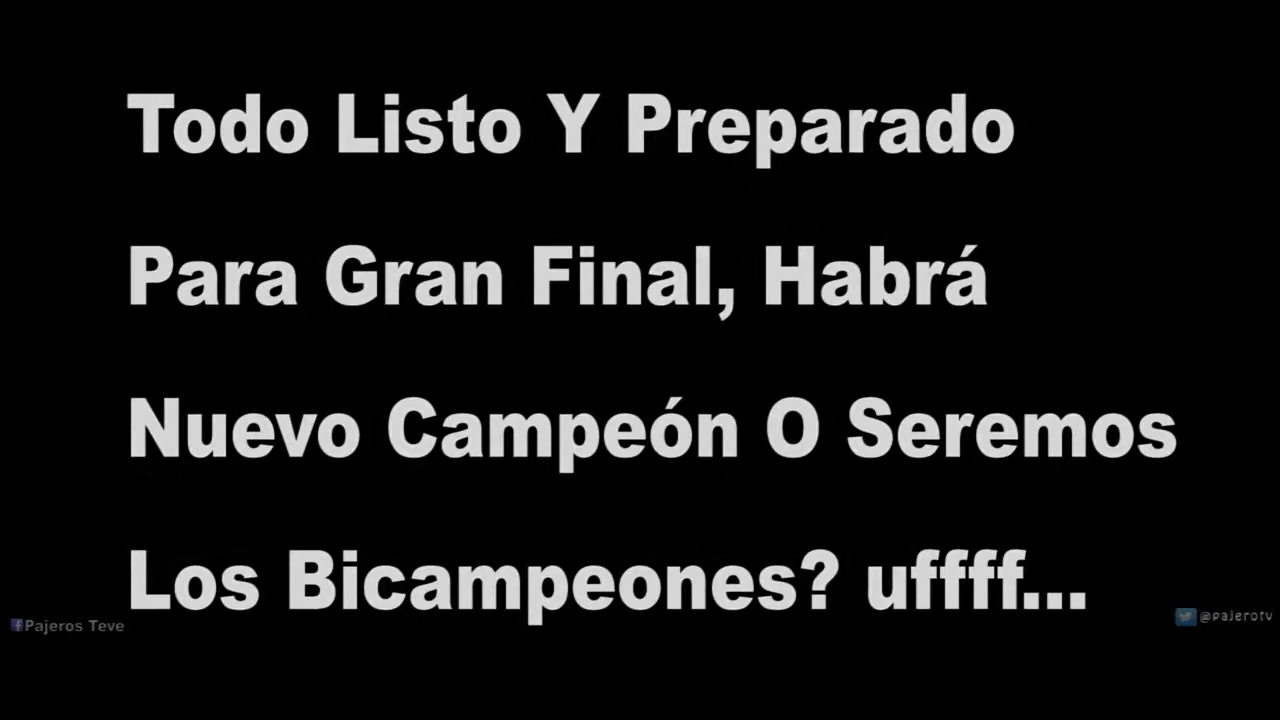 Todo Listo Y Preparado
Para Gran Final, Habrá
Nuevo Campeón O Seremos
Los Bicampeones? uffff...
Pajeros Teve
@pajerotv